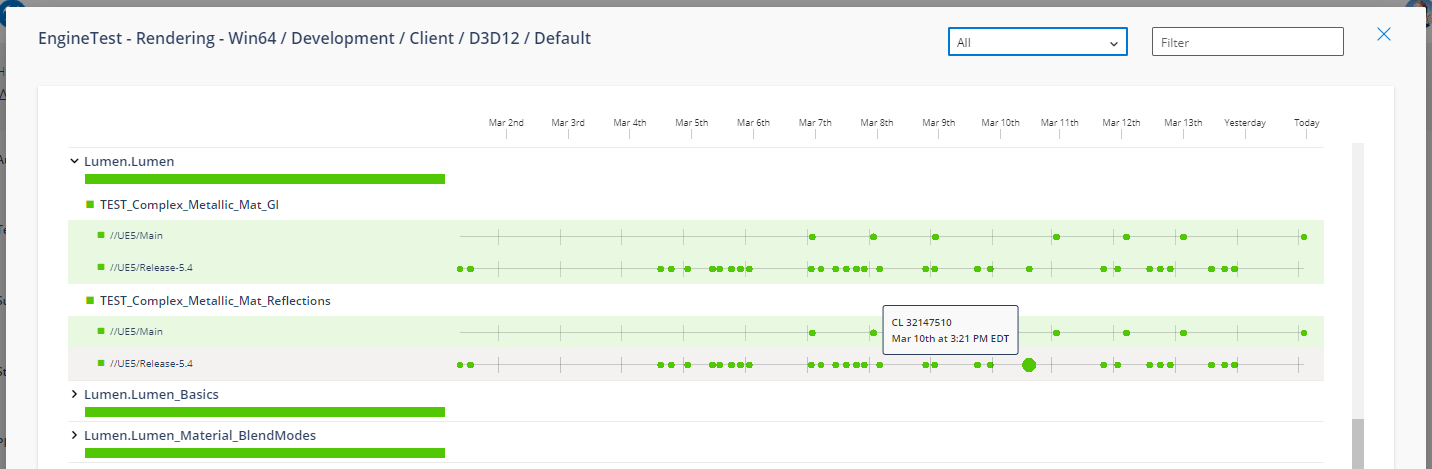 EngineTest - Rendering - Win64 / Development / Client / D3D12 / Default
All
Filter
Mar 2nd Mar 3rd Mar 4th Mar 5th Mar 6th Mar 7th Mar 8th Mar 9th Mar 10th Mar 11th Mar 12th Mar 13th Yesterday Today
Lumen.Lumen
TEST_Complex_Metallic_Mat_GI
//UE5/Main
//UE5/Release-5.4
TEST_Complex_Metallic_Mat_Reflections
//UE5/Main
CL 32147510
Mar 10th at 3:21 PM EDT
//UE5/Release-5.4
Lumen.Lumen_Basics
Lumen.Lumen_Material_BlendModes